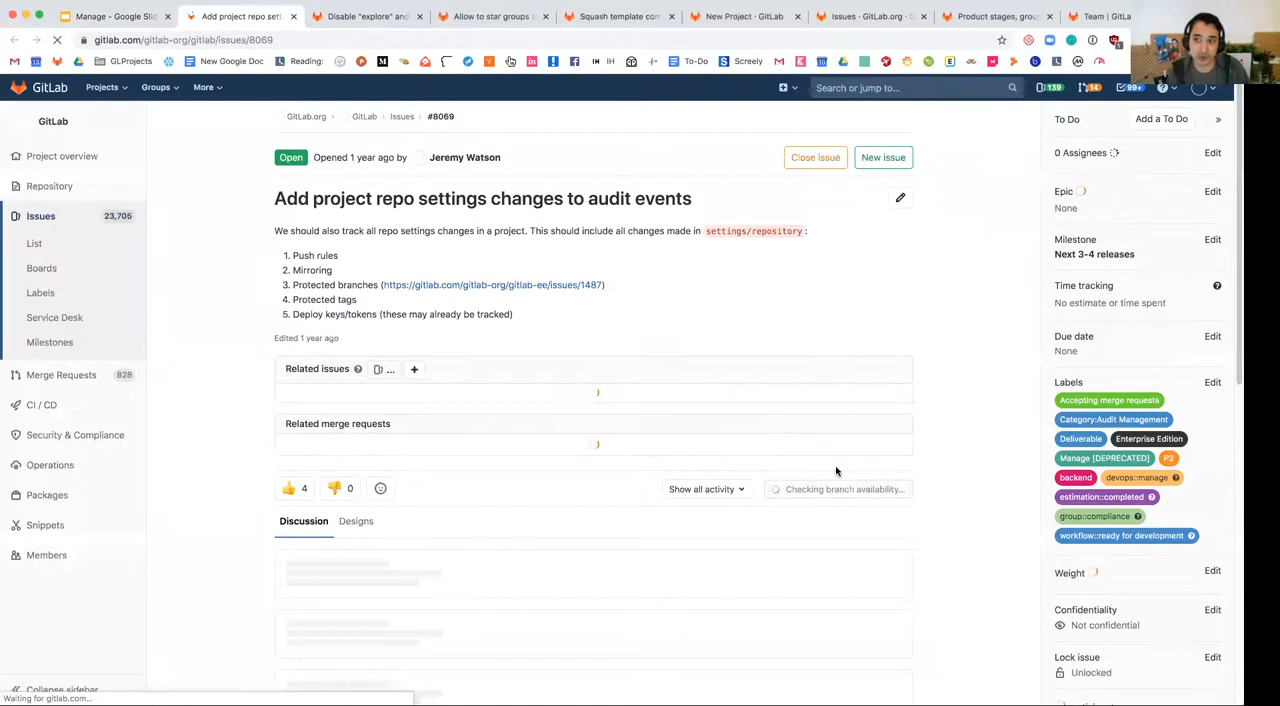 Manage - Google Slid
Add project repo sett
Disable "explore" and
Allow to star groups
Squash template com
New Project · GitLab
Issues · GitLab.org
Product stages, grou
Team | GitLa
gitlab.com/gitlab-org/gitlab/issues/8069
GLProjects
New Google Doc
Reading:
IH
To-Do
Screely
GitLab
Projects
Groups
More
Search or jump to...
139
14
99+
GitLab
Project overview
Repository
Issues 23,705
List
Boards
Labels
Service Desk
Milestones
Merge Requests 828
CI / CD
Security & Compliance
Operations
Packages
Snippets
Members
Collapse sidebar
Waiting for gitlab.com...
GitLab.org
GitLab
Issues
#8069
Open Opened 1 year ago by Jeremy Watson
Close issue
New issue
Add project repo settings changes to audit events
We should also track all repo settings changes in a project. This should include all changes made in settings/repository :
1. Push rules
2. Mirroring
3. Protected branches (https://gitlab.com/gitlab-org/gitlab-ee/issues/1487)
4. Protected tags
5. Deploy keys/tokens (these may already be tracked)
Edited 1 year ago
Related issues ...
Related merge requests
4
0
Show all activity
Checking branch availability...
Discussion
Designs
To Do
Add a To Do
0 Assignees
Edit
Epic
Edit
None
Milestone
Edit
Next 3-4 releases
Time tracking
No estimate or time spent
Due date
Edit
None
Labels
Edit
Accepting merge requests
Category:Audit Management
Deliverable
Enterprise Edition
Manage [DEPRECATED]
P2
backend
devops::manage
estimation::completed
group::compliance
workflow::ready for development
Weight
Edit
Confidentiality
Edit
Not confidential
Lock issue
Edit
Unlocked